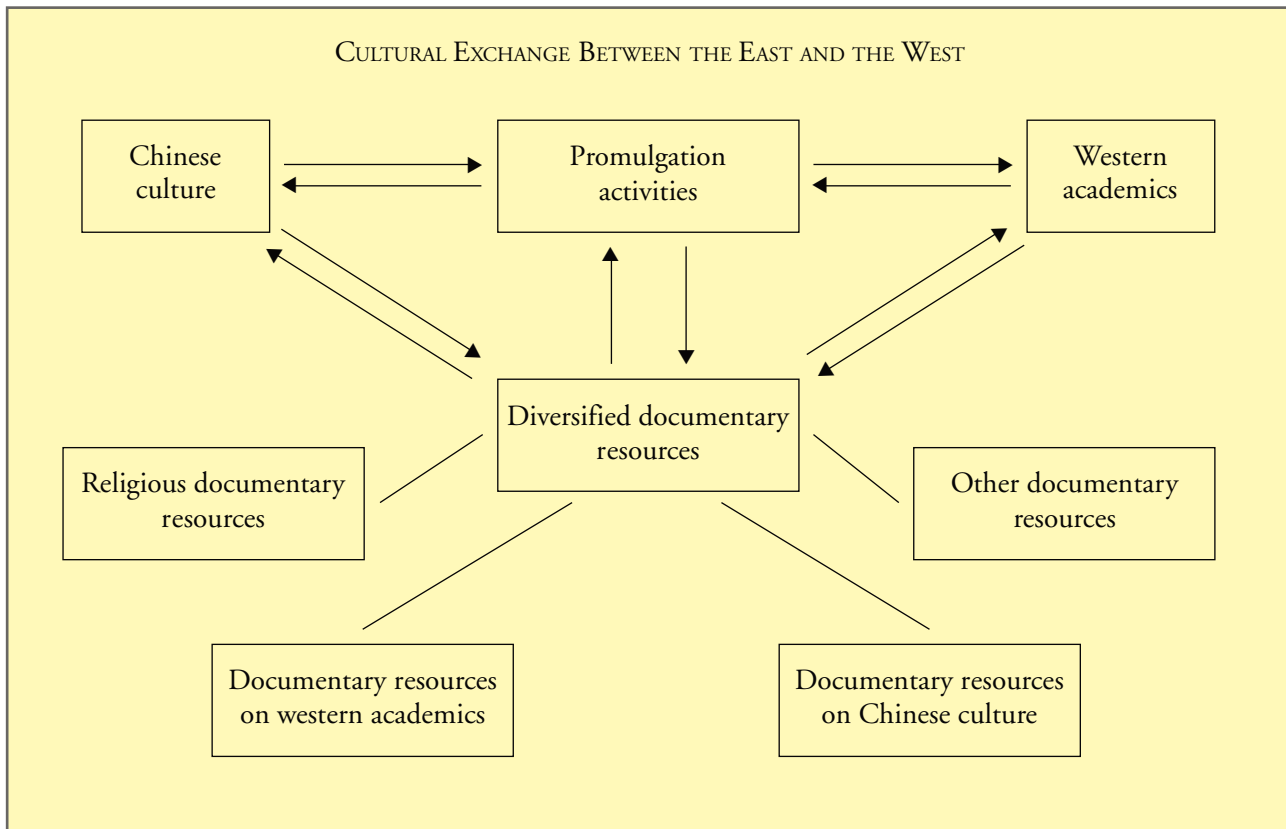 Cultural Exchange Between the East and the West
Chinese
culture
Promulgation
activities
Western
academics
Diversified documentary
resources
Religious documentary
resources
Other documentary
resources
Documentary resources
on western academics
Documentary resources
on Chinese culture